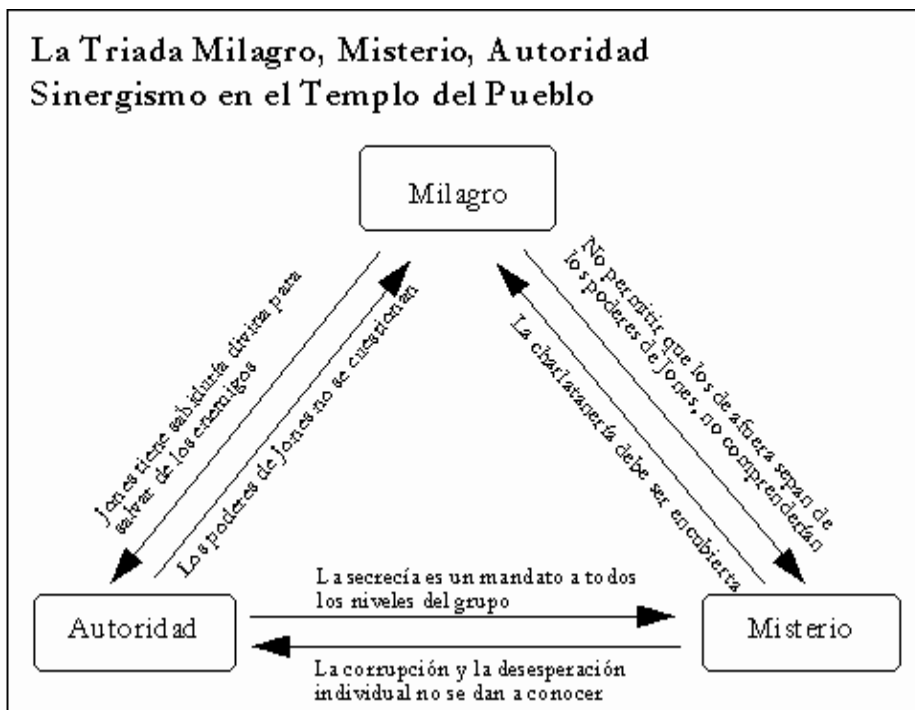 La Triada Milagro, Misterio, Autoridad
Sinergismo en el Templo del Pueblo
Milagro
Jones tiene sabiduría divina para
salvar de los enemigos
Los poderes de Jones no se cuestionan
No permitir que los de afuera sepan de
los poderes de Jones, no comprenderían
La charlatanería debe ser encubierta
La secrecía es un mandato a todos
los niveles del grupo
Autoridad
Misterio
La corrupción y la desesperación
individual no se dan a conocer